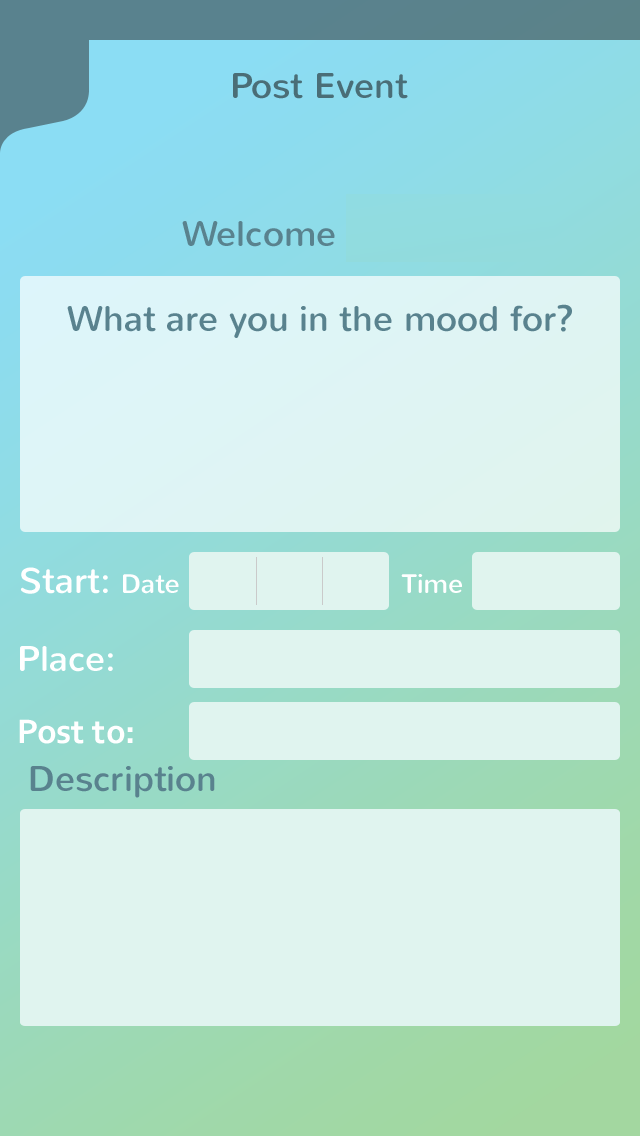 Post Event
Welcome
What are you in the mood for?
Start: Date Time
Place:
Post to:
Description